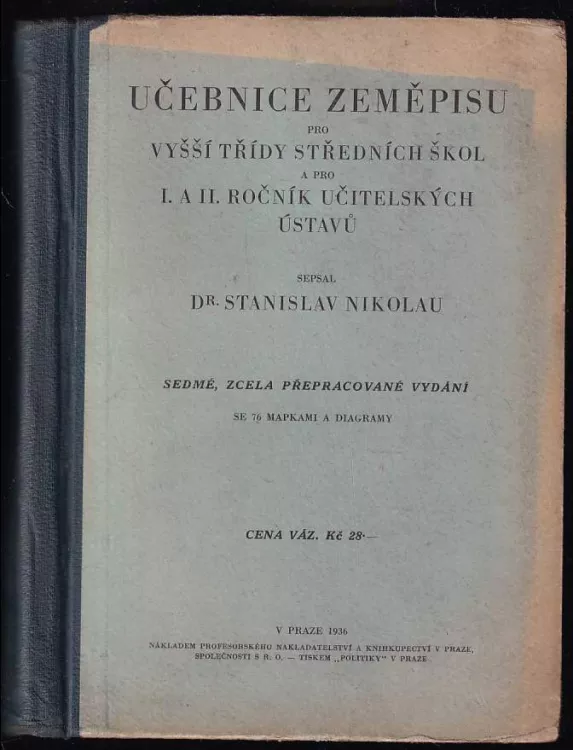 UČEBNICE ZEMĚPISU
PRO
VYŠŠÍ TŘÍDY STŘEDNÍCH ŠKOL
A PRO
I. A II. ROČNÍK UČITELSKÝCH
ÚSTAVŮ
SEPSAL
DR. STANISLAV NIKOLAU
SEDMÉ, ZCELA PŘEPRACOVANÉ VYDÁNÍ
SE 76 MAPKAMI A DIAGRAMY
CENA VÁZ. Kč 28·—
V PRAZE 1936
NÁKLADEM PROFESORSKÉHO NAKLADATELSTVÍ A KNIHKUPECTVÍ V PRAZE,
SPOLEČNOSTI S R. O. — TISKEM „POLITIKY“ V PRAZE